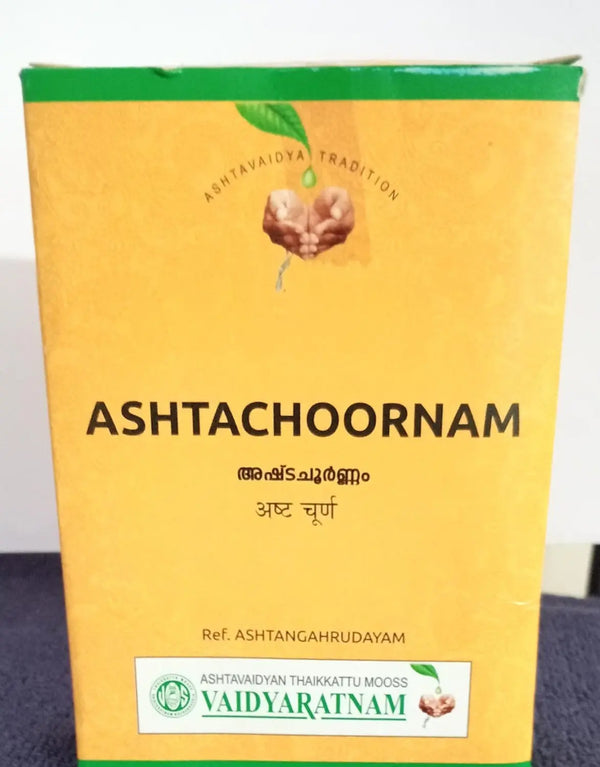 ASHTAVAIDYA TRADITION
ASHTACHOORNAM
അഷ്ടചൂർണ്ണം
अष्ट चूर्ण
Ref. ASHTANGAHRUDAYAM
ASHTAVAIDYAN THAIKKATTU MOOSS
VAIDYARATNAM